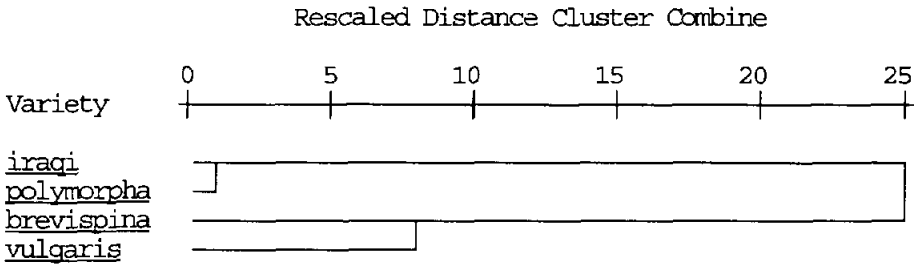 Rescaled Distance Cluster Combine
0 5 10 15 20 25
Variety
iraqi
polymorpha
brevispina
vulgaris